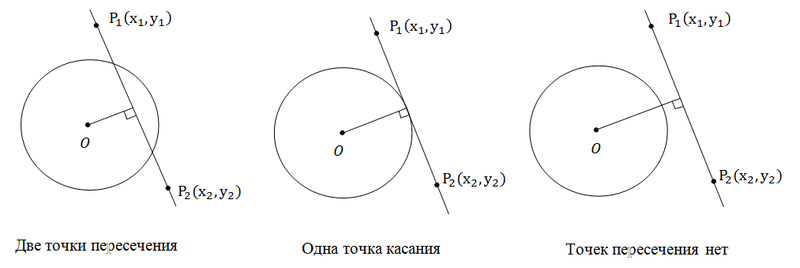 P₁(x₁,y₁)
O
P₂(x₂,y₂)
Две точки пересечения
P₁(x₁,y₁)
O
P₂(x₂,y₂)
Одна точка касания
P₁(x₁,y₁)
O
P₂(x₂,y₂)
Точек пересечения нет